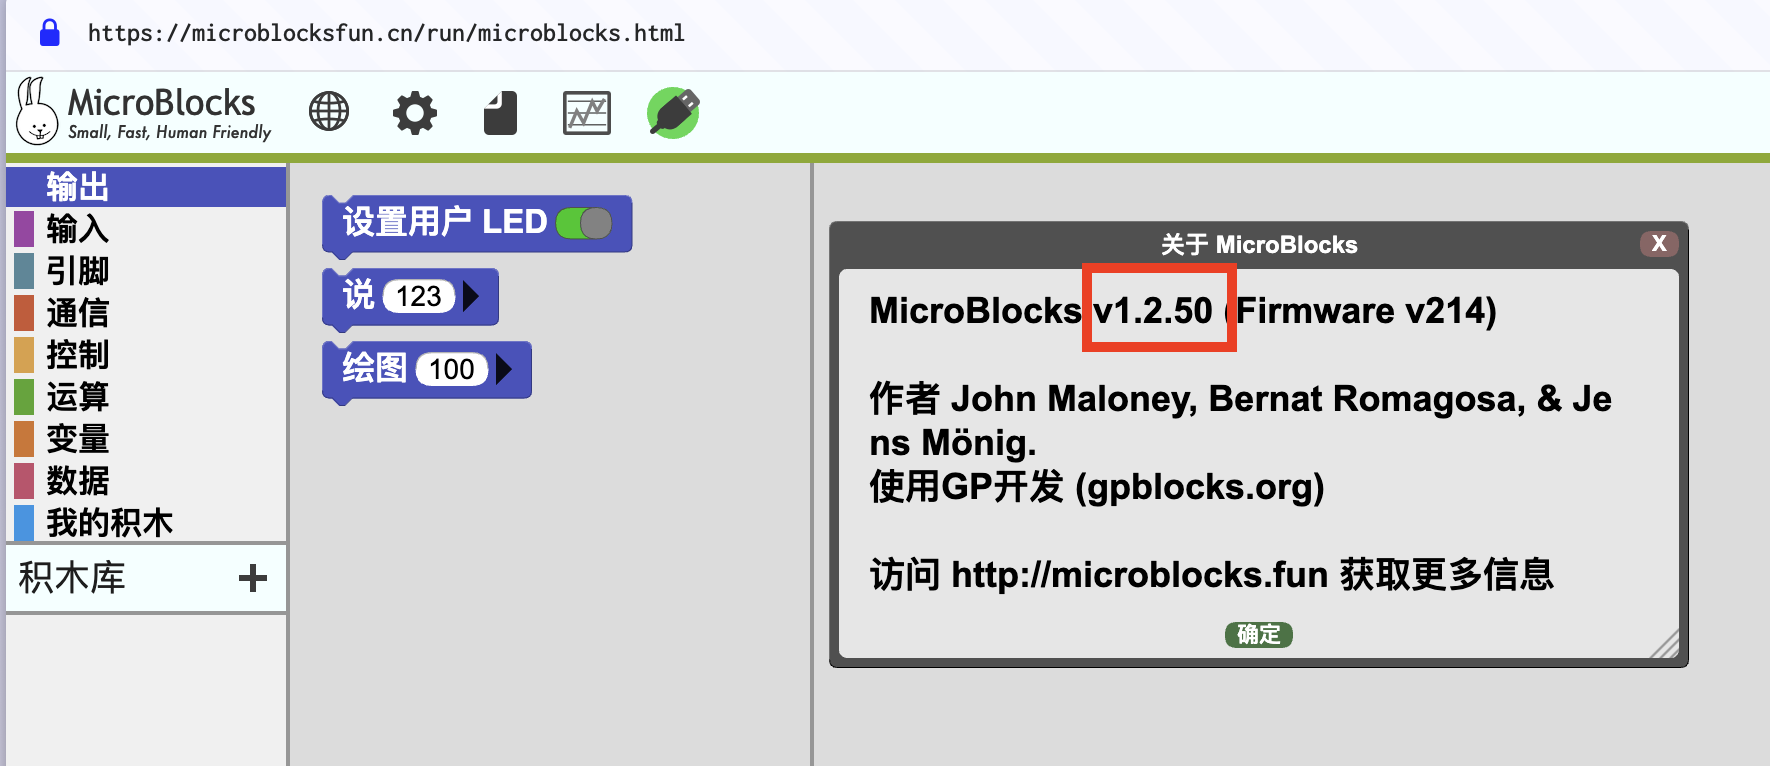 https://microblocksfun.cn/run/microblocks.html
MicroBlocks
Small, Fast, Human Friendly
输出
输入
引脚
通信
控制
运算
变量
数据
我的积木
积木库 +
设置用户 LED
说 123
绘图 100
关于 MicroBlocks X
MicroBlocks v1.2.50 (Firmware v214)
作者 John Maloney, Bernat Romagosa, & Je
ns Mönig.
使用GP开发 (gpblocks.org)
访问 http://microblocks.fun 获取更多信息
确定